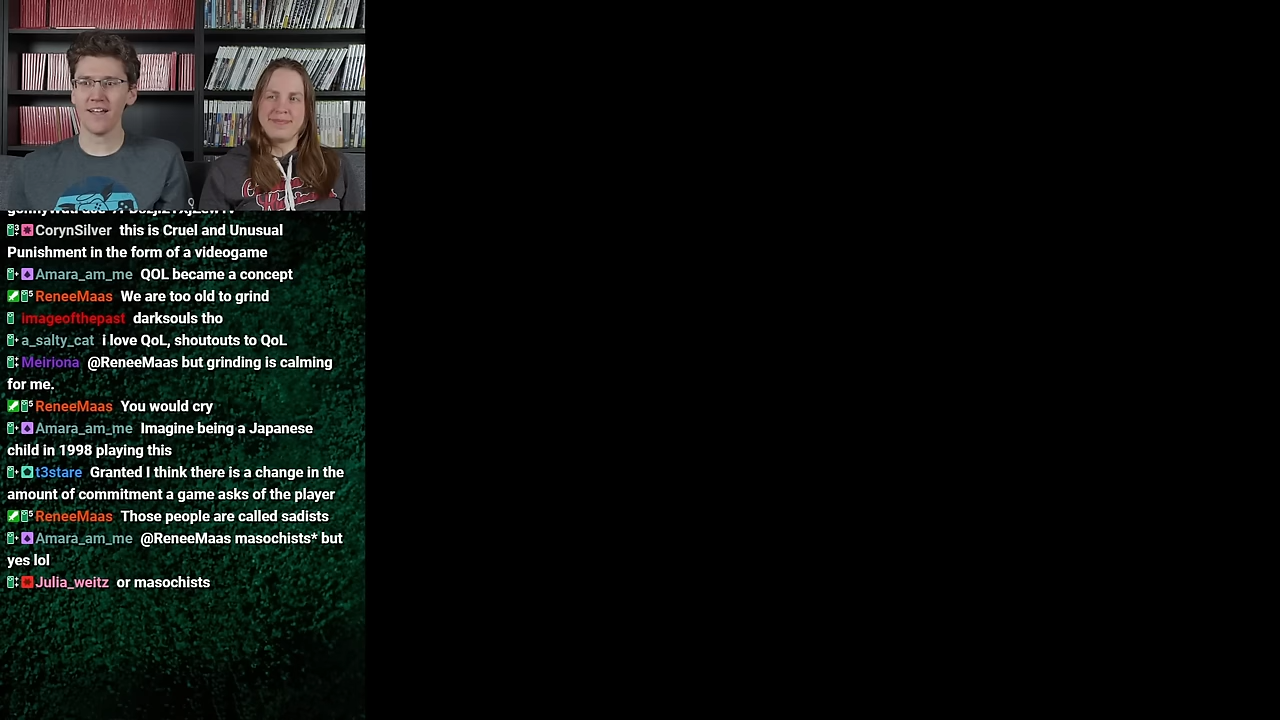 CorynSilver this is Cruel and Unusual
Punishment in the form of a videogame
Amara_am_me QOL became a concept
ReneeMaas We are too old to grind
imageofthepast darksouls tho
a_salty_cat i love QoL, shoutouts to QoL
Meiriona @ReneeMaas but grinding is calming
for me.
ReneeMaas You would cry
Amara_am_me Imagine being a Japanese
child in 1998 playing this
t3stare Granted I think there is a change in the
amount of commitment a game asks of the player
ReneeMaas Those people are called sadists
Amara_am_me @ReneeMaas masochists* but
yes lol
Julia_weitz or masochists